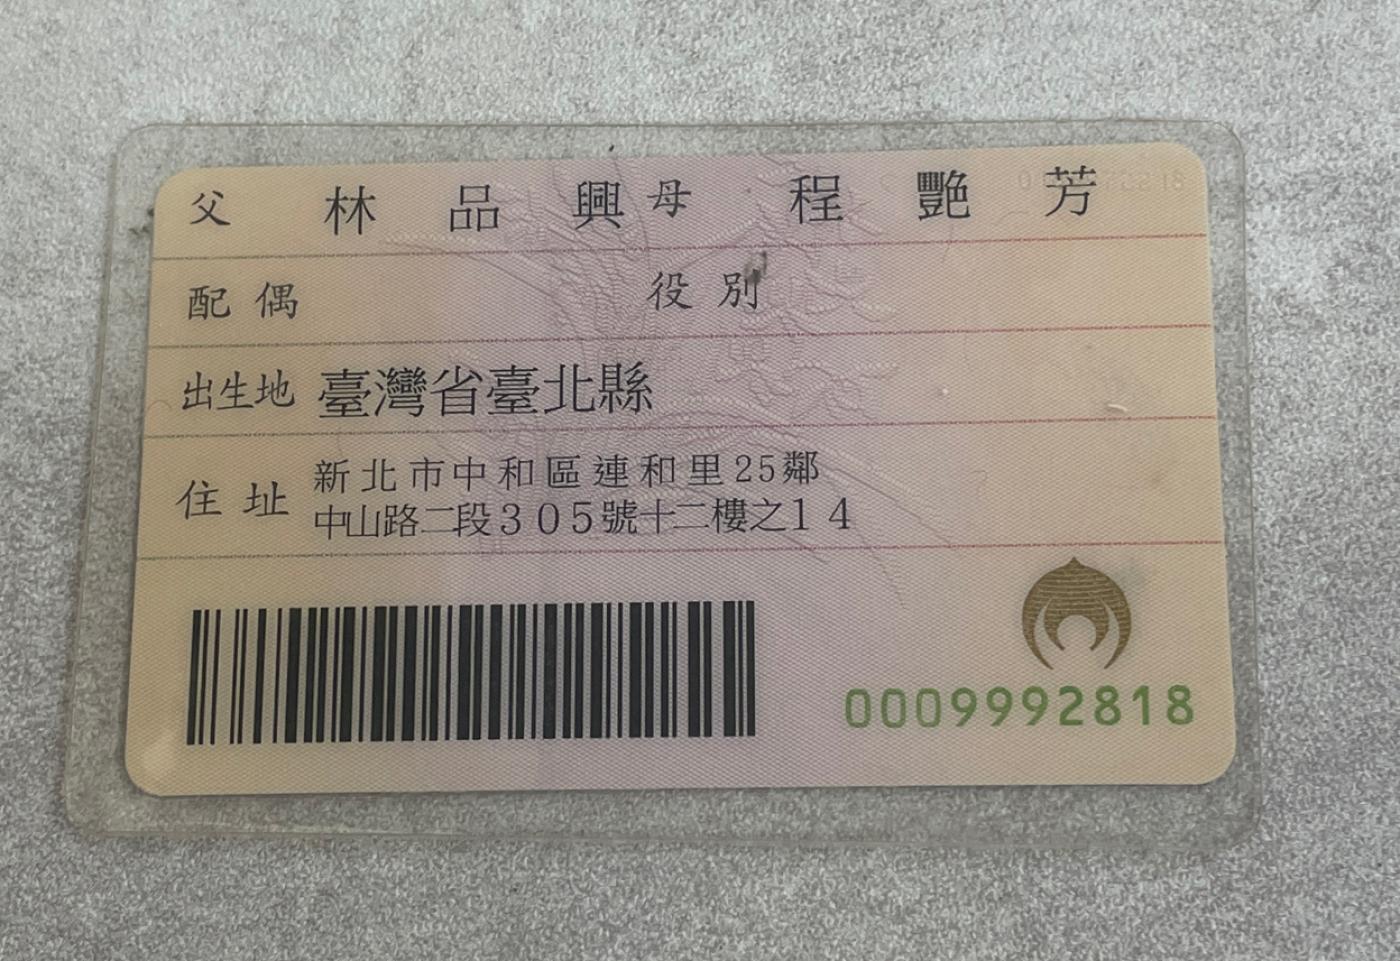 父 林品興 母 程艷芳
配偶 役別
出生地 臺灣省臺北縣
住址 新北市中和區連和里25鄰
中山路二段305號十二樓之14
0009992818